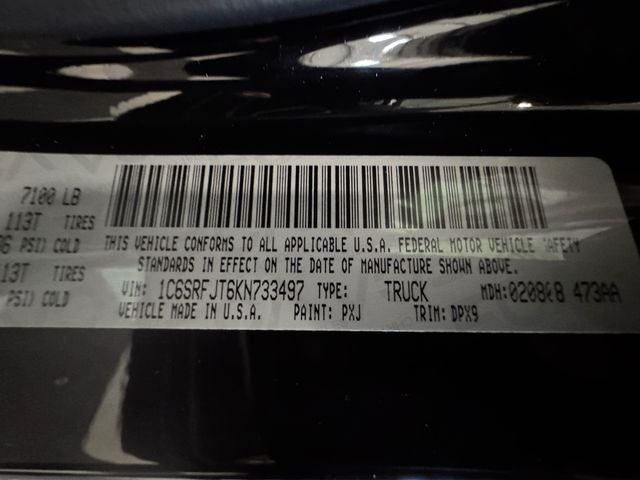 7100 LB
113T TIRES
PSI) COLD
13T TIRES
PSI) COLD
THIS VEHICLE CONFORMS TO ALL APPLICABLE U.S.A. FEDERAL MOTOR VEHICLE SAFETY
STANDARDS IN EFFECT ON THE DATE OF MANUFACTURE SHOWN ABOVE.
VIN: 1C6SRFJT6KN733497 TYPE: TRUCK MDH: 473AA
VEHICLE MADE IN U.S.A. PAINT: PXJ TRIM: DPX9